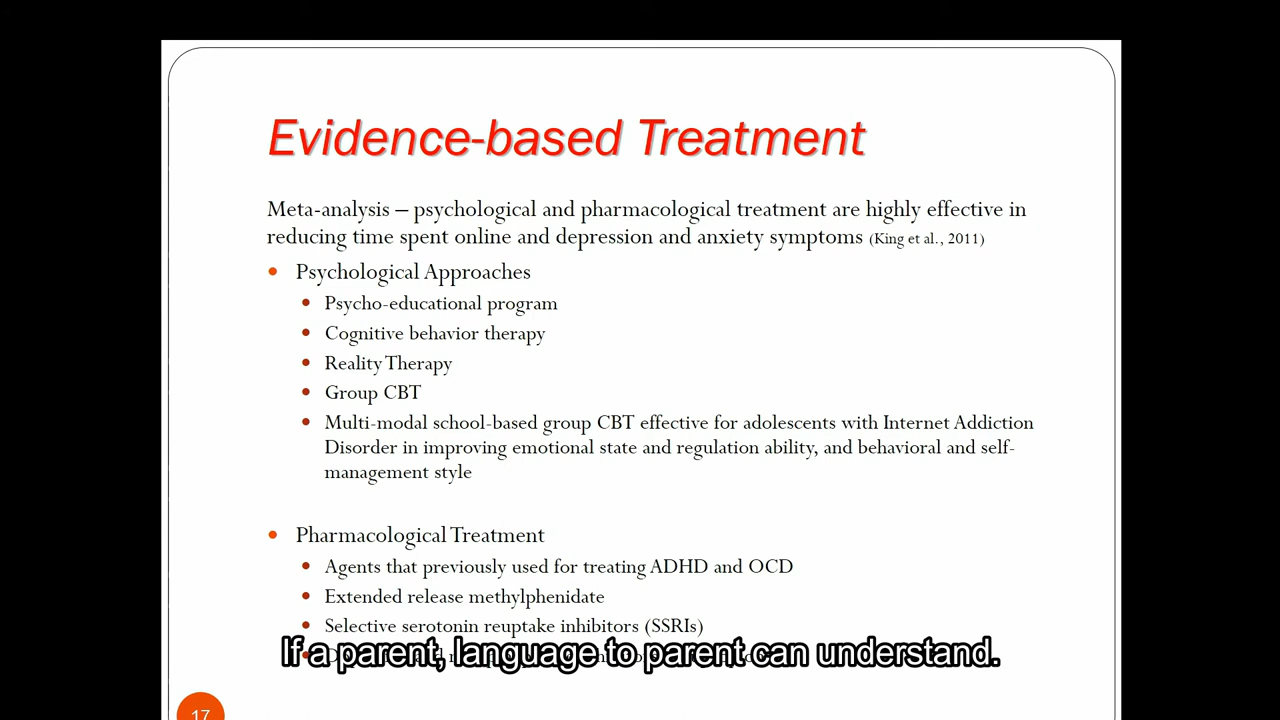 Evidence-based Treatment
Meta-analysis – psychological and pharmacological treatment are highly effective in
reducing time spent online and depression and anxiety symptoms (King et al., 2011)
• Psychological Approaches
• Psycho-educational program
• Cognitive behavior therapy
• Reality Therapy
• Group CBT
• Multi-modal school-based group CBT effective for adolescents with Internet Addiction
Disorder in improving emotional state and regulation ability, and behavioral and self-
management style
• Pharmacological Treatment
• Agents that previously used for treating ADHD and OCD
• Extended release methylphenidate
• Selective serotonin reuptake inhibitors (SSRIs)
If a parent, language to parent can understand.
17